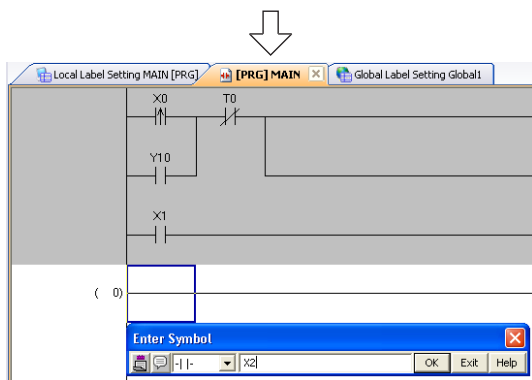 Local Label Setting MAIN [PRG] [PRG] MAIN Global Label Setting Global1
X0 T0
Y10
X1
( 0)
Enter Symbol
-| |- X2 OK Exit Help